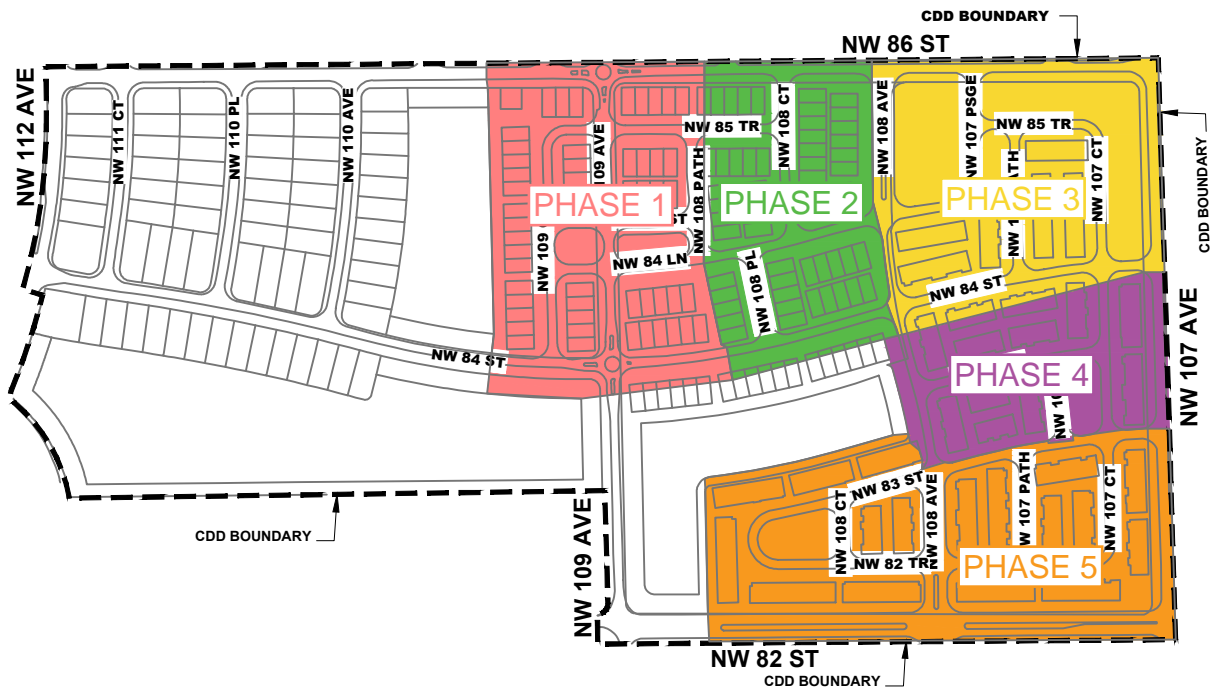 CDD BOUNDARY
NW 86 ST
NW 112 AVE
NW 111 CT
NW 110 PL
NW 110 AVE
109 AVE
NW 85 TR
NW 108 CT
NW 108 AVE
NW 107 PSGE
NW 85 TR
NW 107 CT
CDD BOUNDARY
NW 108 PATH
PHASE 1
PHASE 2
PHASE 3
ST
NW 109
NW 84 LN
NW 108 PL
NW 84 ST
NW 84 ST
NW 107 AVE
PHASE 4
NW 83 ST
NW 108 CT
NW 108 AVE
NW 107 PATH
NW 107 CT
NW 82 TR
PHASE 5
CDD BOUNDARY
NW 109 AVE
NW 82 ST
CDD BOUNDARY